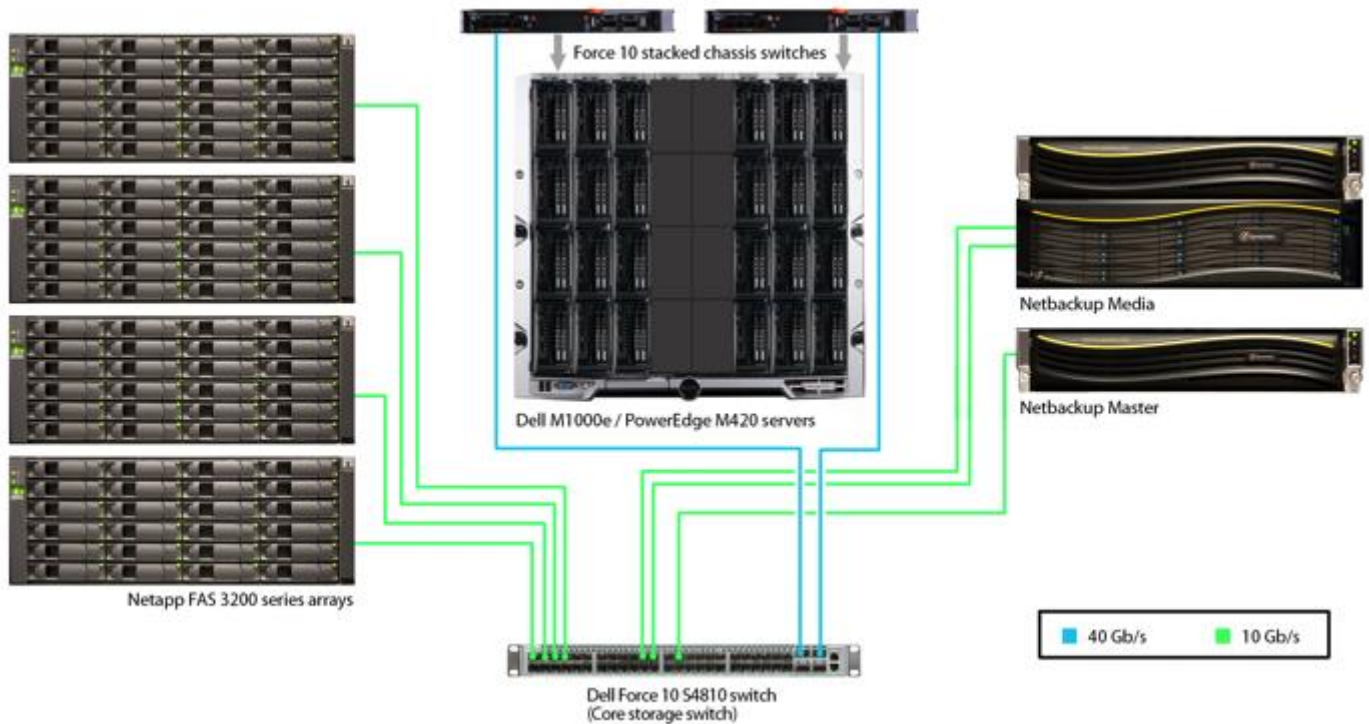 Force 10 stacked chassis switches
Netbackup Media
Netbackup Master
Dell M1000e / PowerEdge M420 servers
Netapp FAS 3200 series arrays
40 Gb/s
10 Gb/s
Dell Force 10 S4810 switch
(Core storage switch)